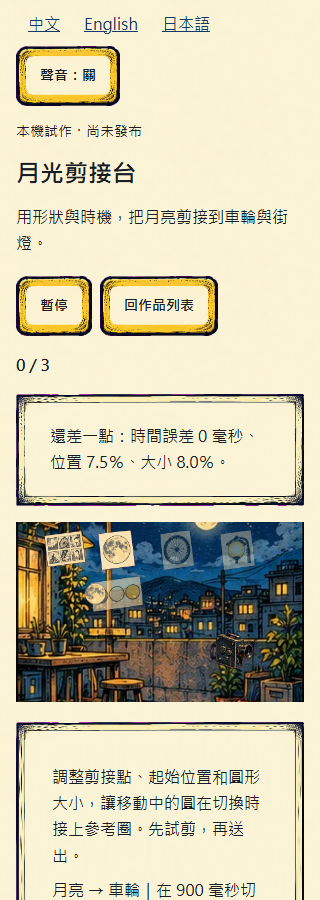 中文 English 日本語
聲音：關
本機試作・尚未發布
月光剪接台
用形狀與時機，把月亮剪接到車輪與街
燈。
暫停 回作品列表
0 / 3
還差一點：時間誤差 0 毫秒、
位置 7.5%、大小 8.0%。
調整剪接點、起始位置和圓形
大小，讓移動中的圓在切換時
接上參考圈。先試剪，再送
出。
月亮 → 車輪 | 在 900 毫秒切